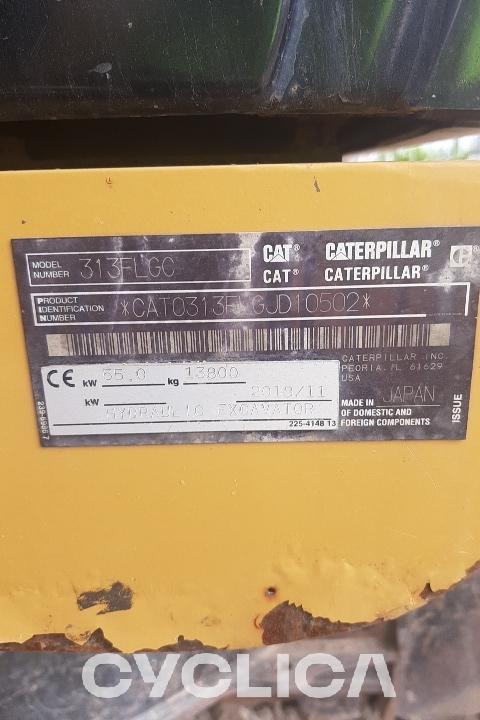 MODEL NUMBER 313FLGC
CAT® CATERPILLAR®
CAT® CATERPILLAR®
PRODUCT IDENTIFICATION NUMBER *CAT0313F GJD10502*
CATERPILLAR INC.
PEORIA, IL 61629
USA
CE kW 55.0 kg 13800
kW
HYDRAULIC EXCAVATOR
225-4148 13
MADE IN JAPAN
OF DOMESTIC AND
FOREIGN COMPONENTS
ISSUE
CYCLICA